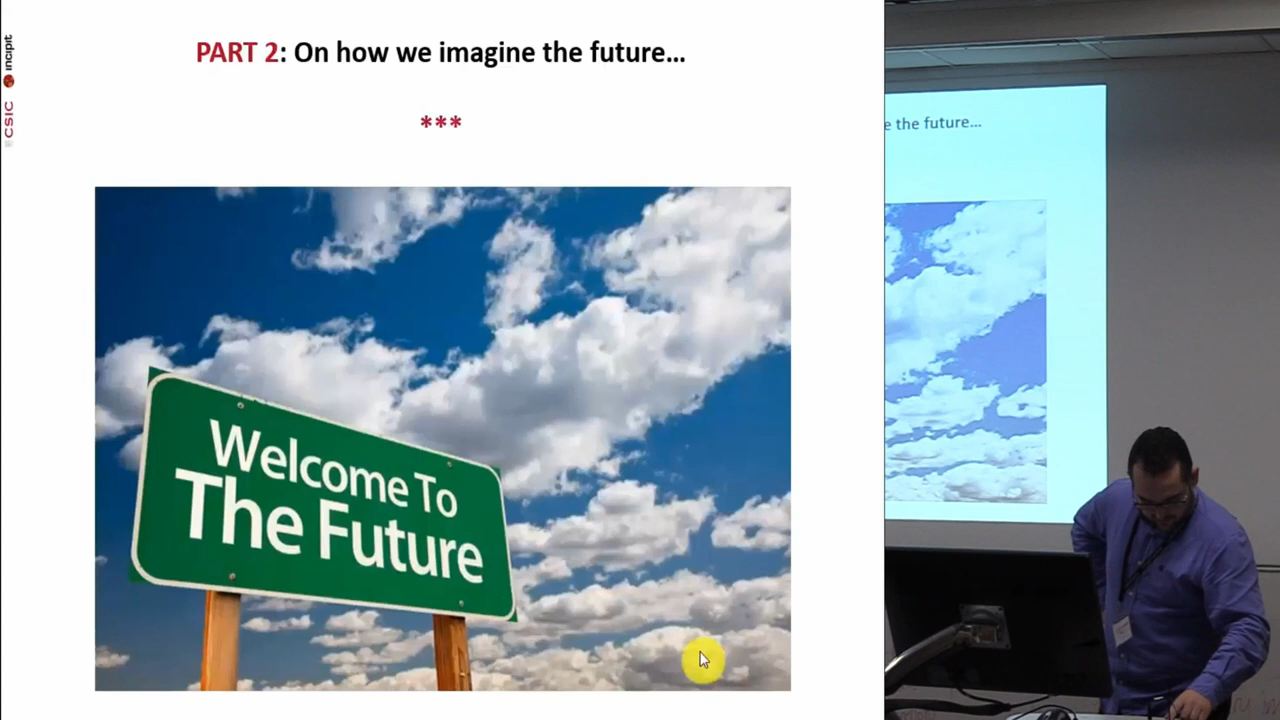 PART 2: On how we imagine the future...
***
incipit
CSIC
Welcome To
The Future
e the future...